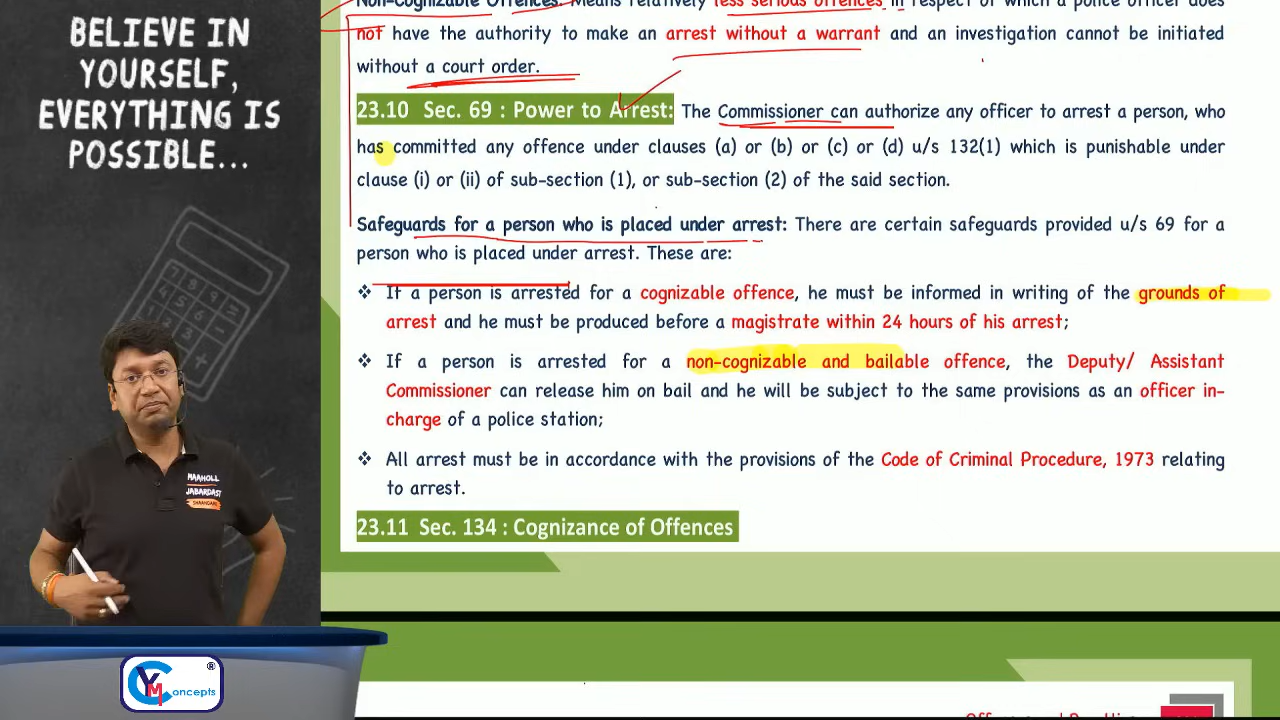 BELIEVE IN
YOURSELF,
EVERYTHING IS
POSSIBLE...
Non-Cognizable Offences: Means relatively less serious offences in respect of which a police officer does
not have the authority to make an arrest without a warrant and an investigation cannot be initiated
without a court order.
23.10 Sec. 69 : Power to Arrest: The Commissioner can authorize any officer to arrest a person, who
has committed any offence under clauses (a) or (b) or (c) or (d) u/s 132(1) which is punishable under
clause (i) or (ii) of sub-section (1), or sub-section (2) of the said section.
Safeguards for a person who is placed under arrest: There are certain safeguards provided u/s 69 for a
person who is placed under arrest. These are:
❖ If a person is arrested for a cognizable offence, he must be informed in writing of the grounds of
arrest and he must be produced before a magistrate within 24 hours of his arrest;
❖ If a person is arrested for a non-cognizable and bailable offence, the Deputy/ Assistant
Commissioner can release him on bail and he will be subject to the same provisions as an officer in-
charge of a police station;
❖ All arrest must be in accordance with the provisions of the Code of Criminal Procedure, 1973 relating
to arrest.
23.11 Sec. 134 : Cognizance of Offences
MAAHOLL
JABARDAST
YM Concepts ®